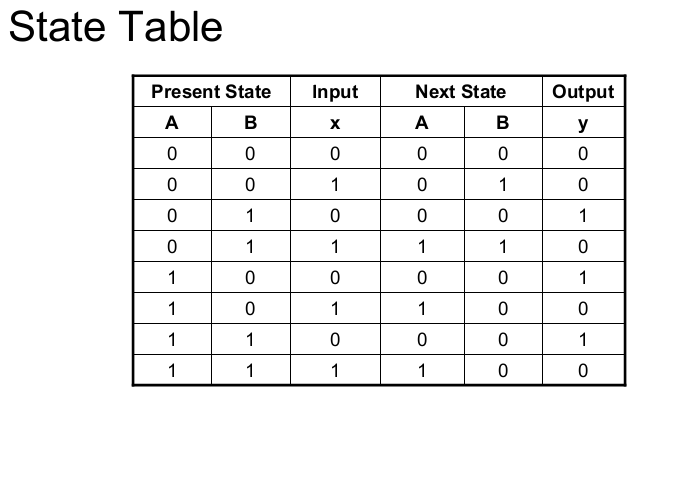 State Table
Present State Input Next State Output
A B x A B y
0 0 0 0 0 0
0 0 1 0 1 0
0 1 0 0 0 1
0 1 1 1 1 0
1 0 0 0 0 1
1 0 1 1 0 0
1 1 0 0 0 1
1 1 1 1 0 0